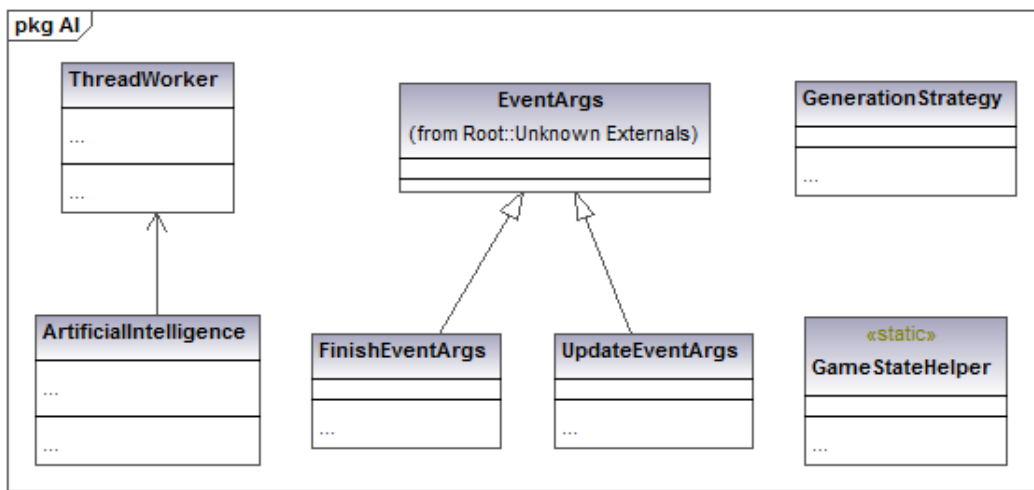 pkg AI
ThreadWorker
...
...
EventArgs
(from Root::Unknown Externals)
GenerationStrategy
...
ArtificialIntelligence
...
...
FinishEventArgs
...
UpdateEventArgs
...
«static»
GameStateHelper
...